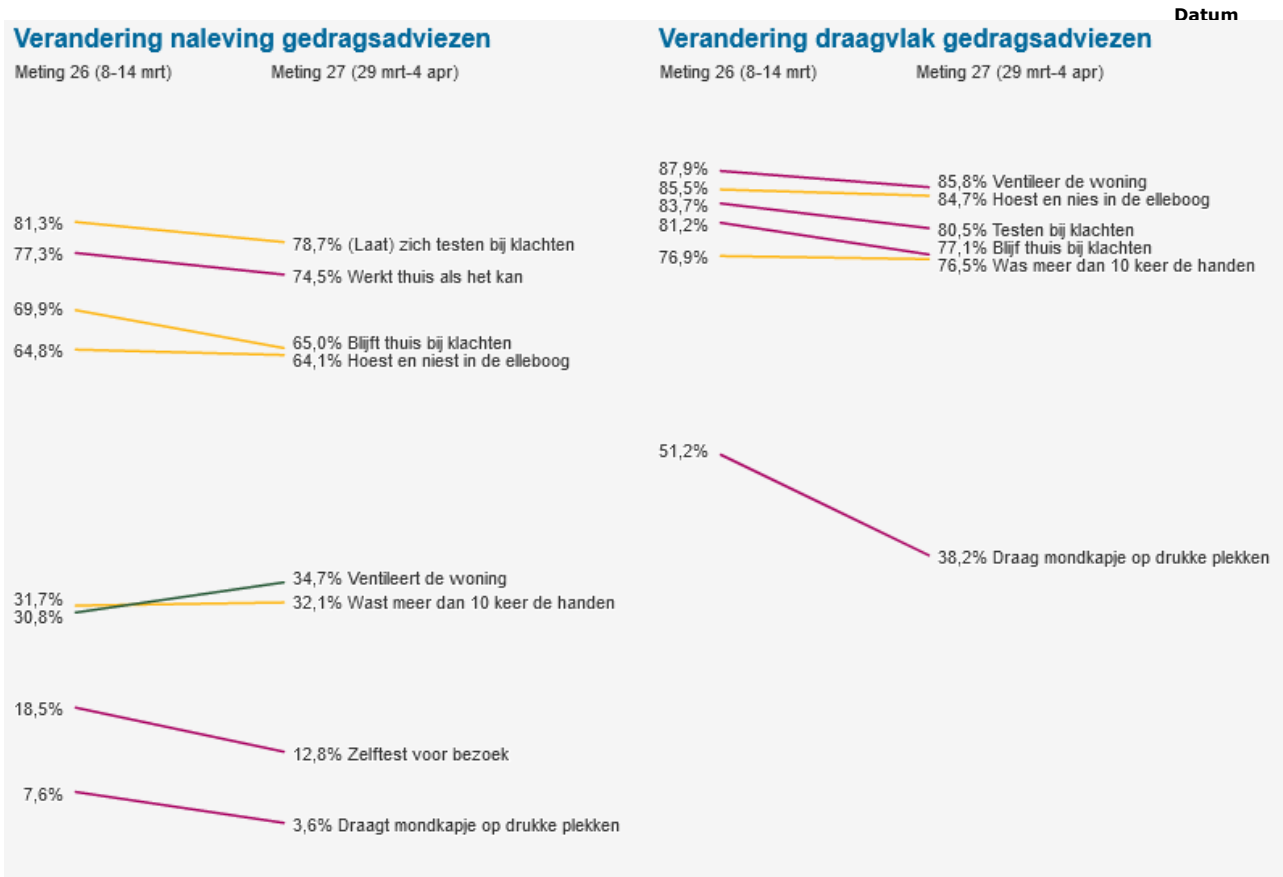 Datum
Verandering naleving gedragsadviezen
Meting 26 (8-14 mrt) Meting 27 (29 mrt-4 apr)
81,3%
78,7% (Laat) zich testen bij klachten
77,3%
74,5% Werkt thuis als het kan
69,9%
65,0% Blijft thuis bij klachten
64,8%
64,1% Hoest en niest in de elleboog
34,7% Ventileert de woning
31,7%
32,1% Wast meer dan 10 keer de handen
30,8%
18,5%
12,8% Zelftest voor bezoek
7,6%
3,6% Draagt mondkapje op drukke plekken
Verandering draagvlak gedragsadviezen
Meting 26 (8-14 mrt) Meting 27 (29 mrt-4 apr)
87,9%
85,8% Ventileer de woning
85,5%
84,7% Hoest en nies in de elleboog
83,7%
81,2%
80,5% Testen bij klachten
77,1% Blijf thuis bij klachten
76,9%
76,5% Was meer dan 10 keer de handen
51,2%
38,2% Draag mondkapje op drukke plekken